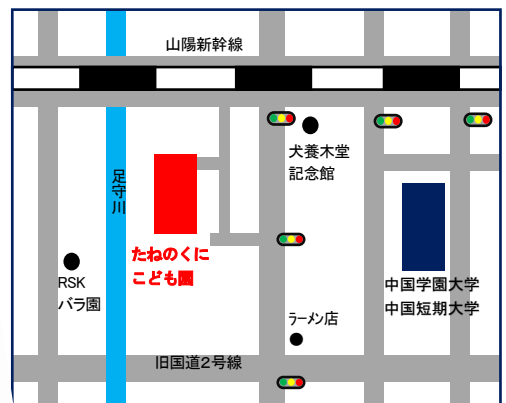 山陽新幹線
犬養木堂
記念館
足守川
たねのくに
こども園
RSK
バラ園
中国学園大学
中国短期大学
ラーメン店
旧国道2号線